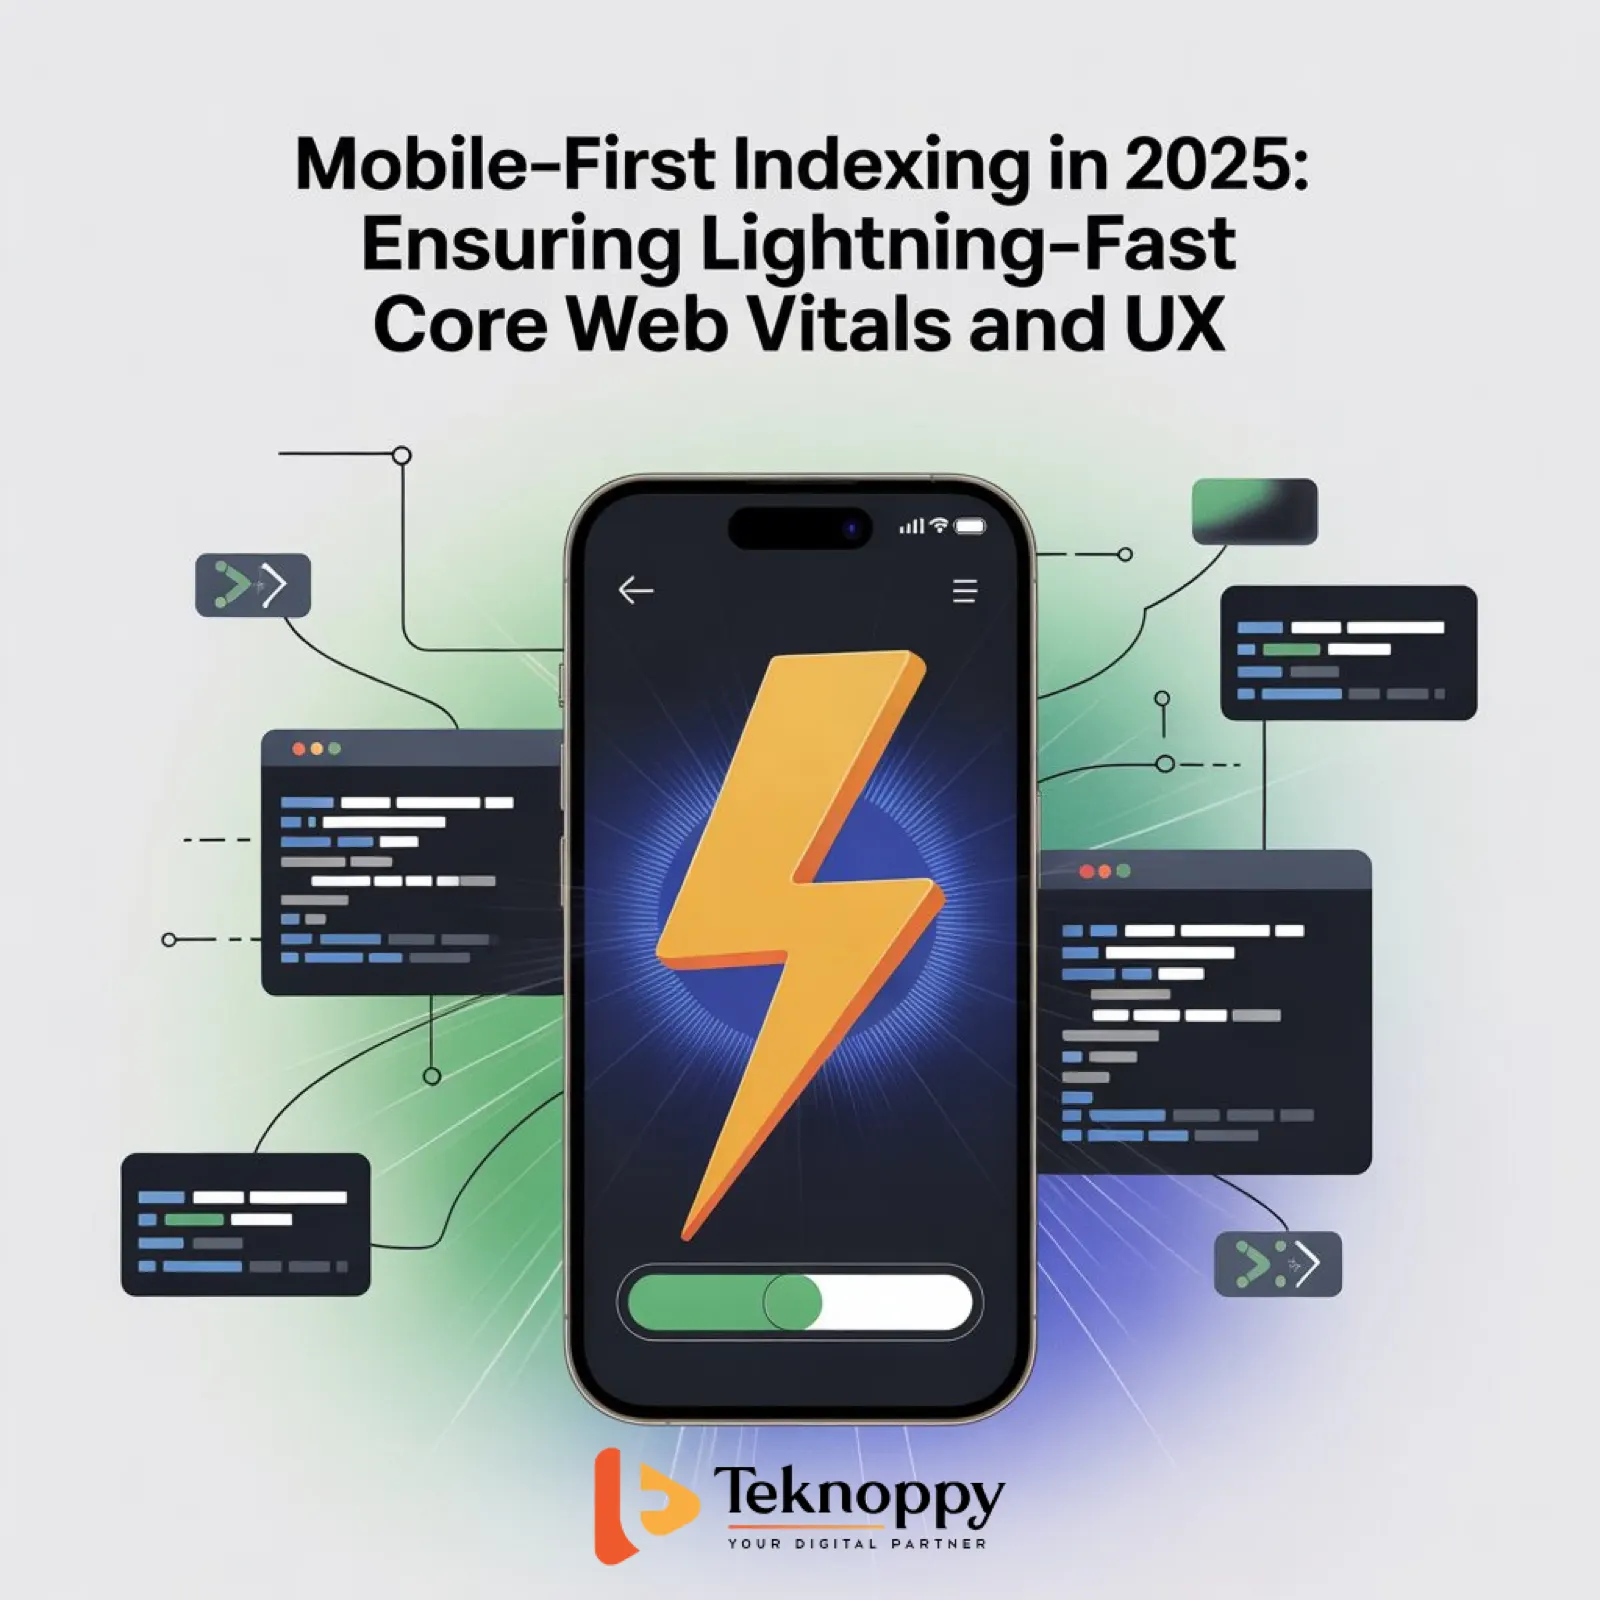 Mobile-First Indexing in 2025:
Ensuring Lightning-Fast
Core Web Vitals and UX
Teknoppy
YOUR DIGITAL PARTNER